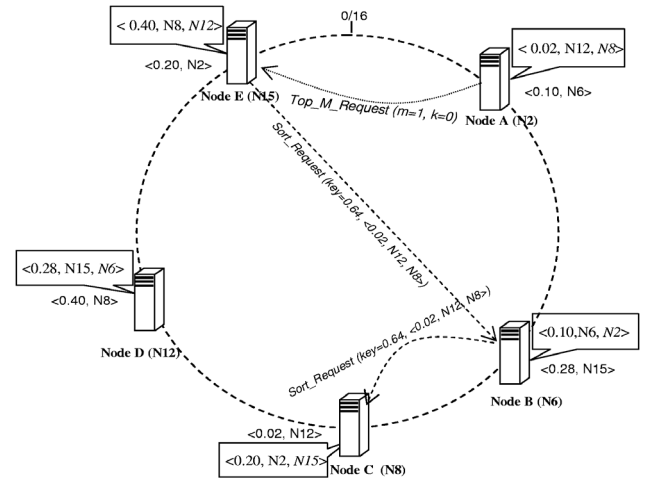 0/16
< 0.40, N8, N12>
<0.20, N2>
Node E (N15)
< 0.02, N12, N8>
<0.10, N6>
Node A (N2)
Top_M_Request (m=1, k=0)
Sort_Request (key=0.64, <0.02, N12, N8>)
<0.28, N15, N6>
<0.40, N8>
Node D (N12)
Sort_Request (key=0.64, <0.02, N12, N8>)
<0.10,N6, N2>
<0.28, N15>
Node B (N6)
<0.02, N12>
<0.20, N2, N15>
Node C (N8)